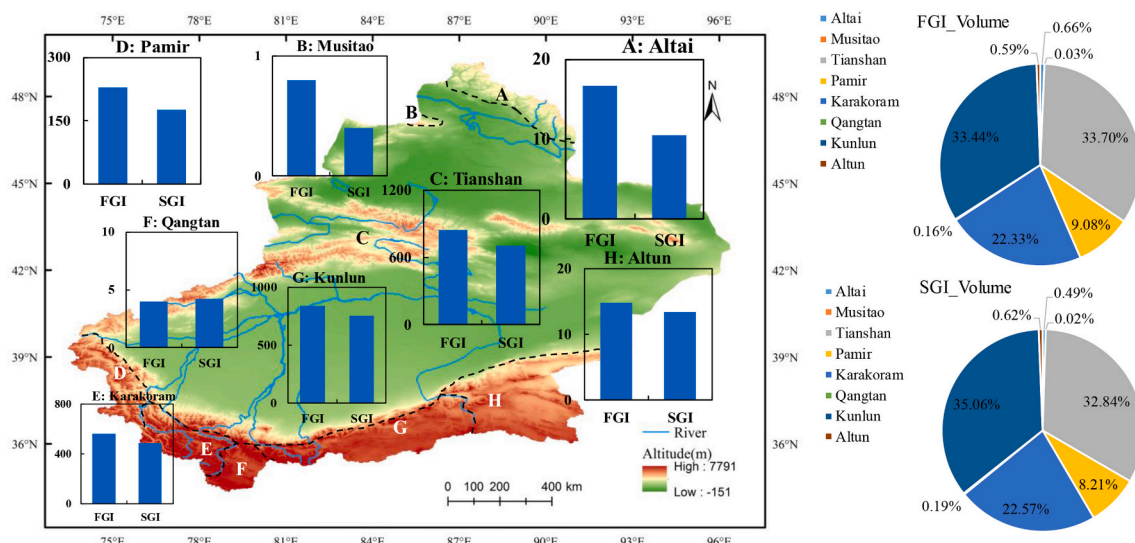 75°E 78°E 81°E 84°E 87°E 90°E 93°E 96°E
48°N
45°N
42°N
39°N
36°N
48°N
45°N
42°N
39°N
36°N
75°E 78°E 81°E 84°E 87°E 90°E 93°E 96°E
D: Pamir
300
150
0
FGI SGI
B: Musitao
1
0
FGI SGI
A: Altai
20
10
0
FGI SGI
N
A
B
C: Tianshan
1200
600
0
FGI SGI
C
F: Qangtan
10
5
0
FGI SGI
G: Kunlun
1000
500
0
FGI SGI
H: Altun
20
10
0
FGI SGI
D
E: Karakoram
800
400
0
FGI SGI
E
F
G
H
River
Altitude(m)
High : 7791
Low : -151
0 100 200 400 km
FGI_Volume
Altai
Musitao
Tianshan
Pamir
Karakoram
Qangtan
Kunlun
Altun
0.66%
0.59%
0.03%
33.44%
33.70%
9.08%
0.16%
22.33%
SGI_Volume
Altai
Musitao
Tianshan
Pamir
Karakoram
Qangtan
Kunlun
Altun
0.49%
0.62%
0.02%
35.06%
32.84%
8.21%
0.19%
22.57%